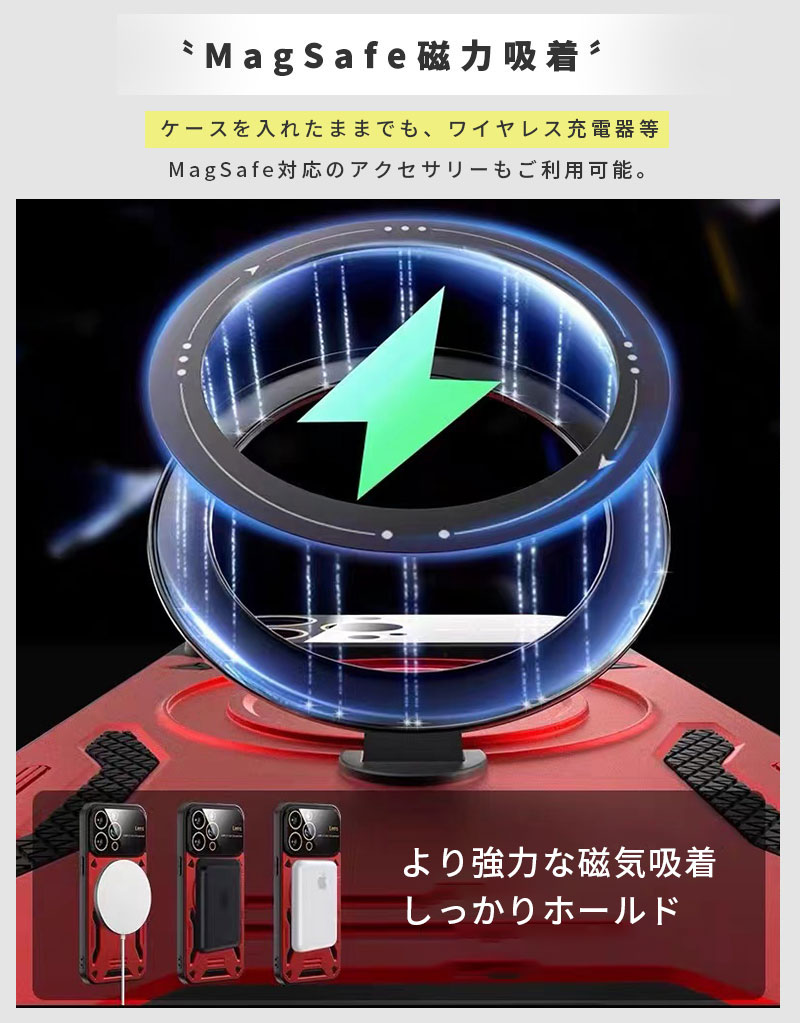 〝MagSafe磁力吸着〞
ケースを入れたままでも、ワイヤレス充電器等
MagSafe対応のアクセサリーもご利用可能。
Lens
Lens
Lens
より強力な磁気吸着
しっかりホールド